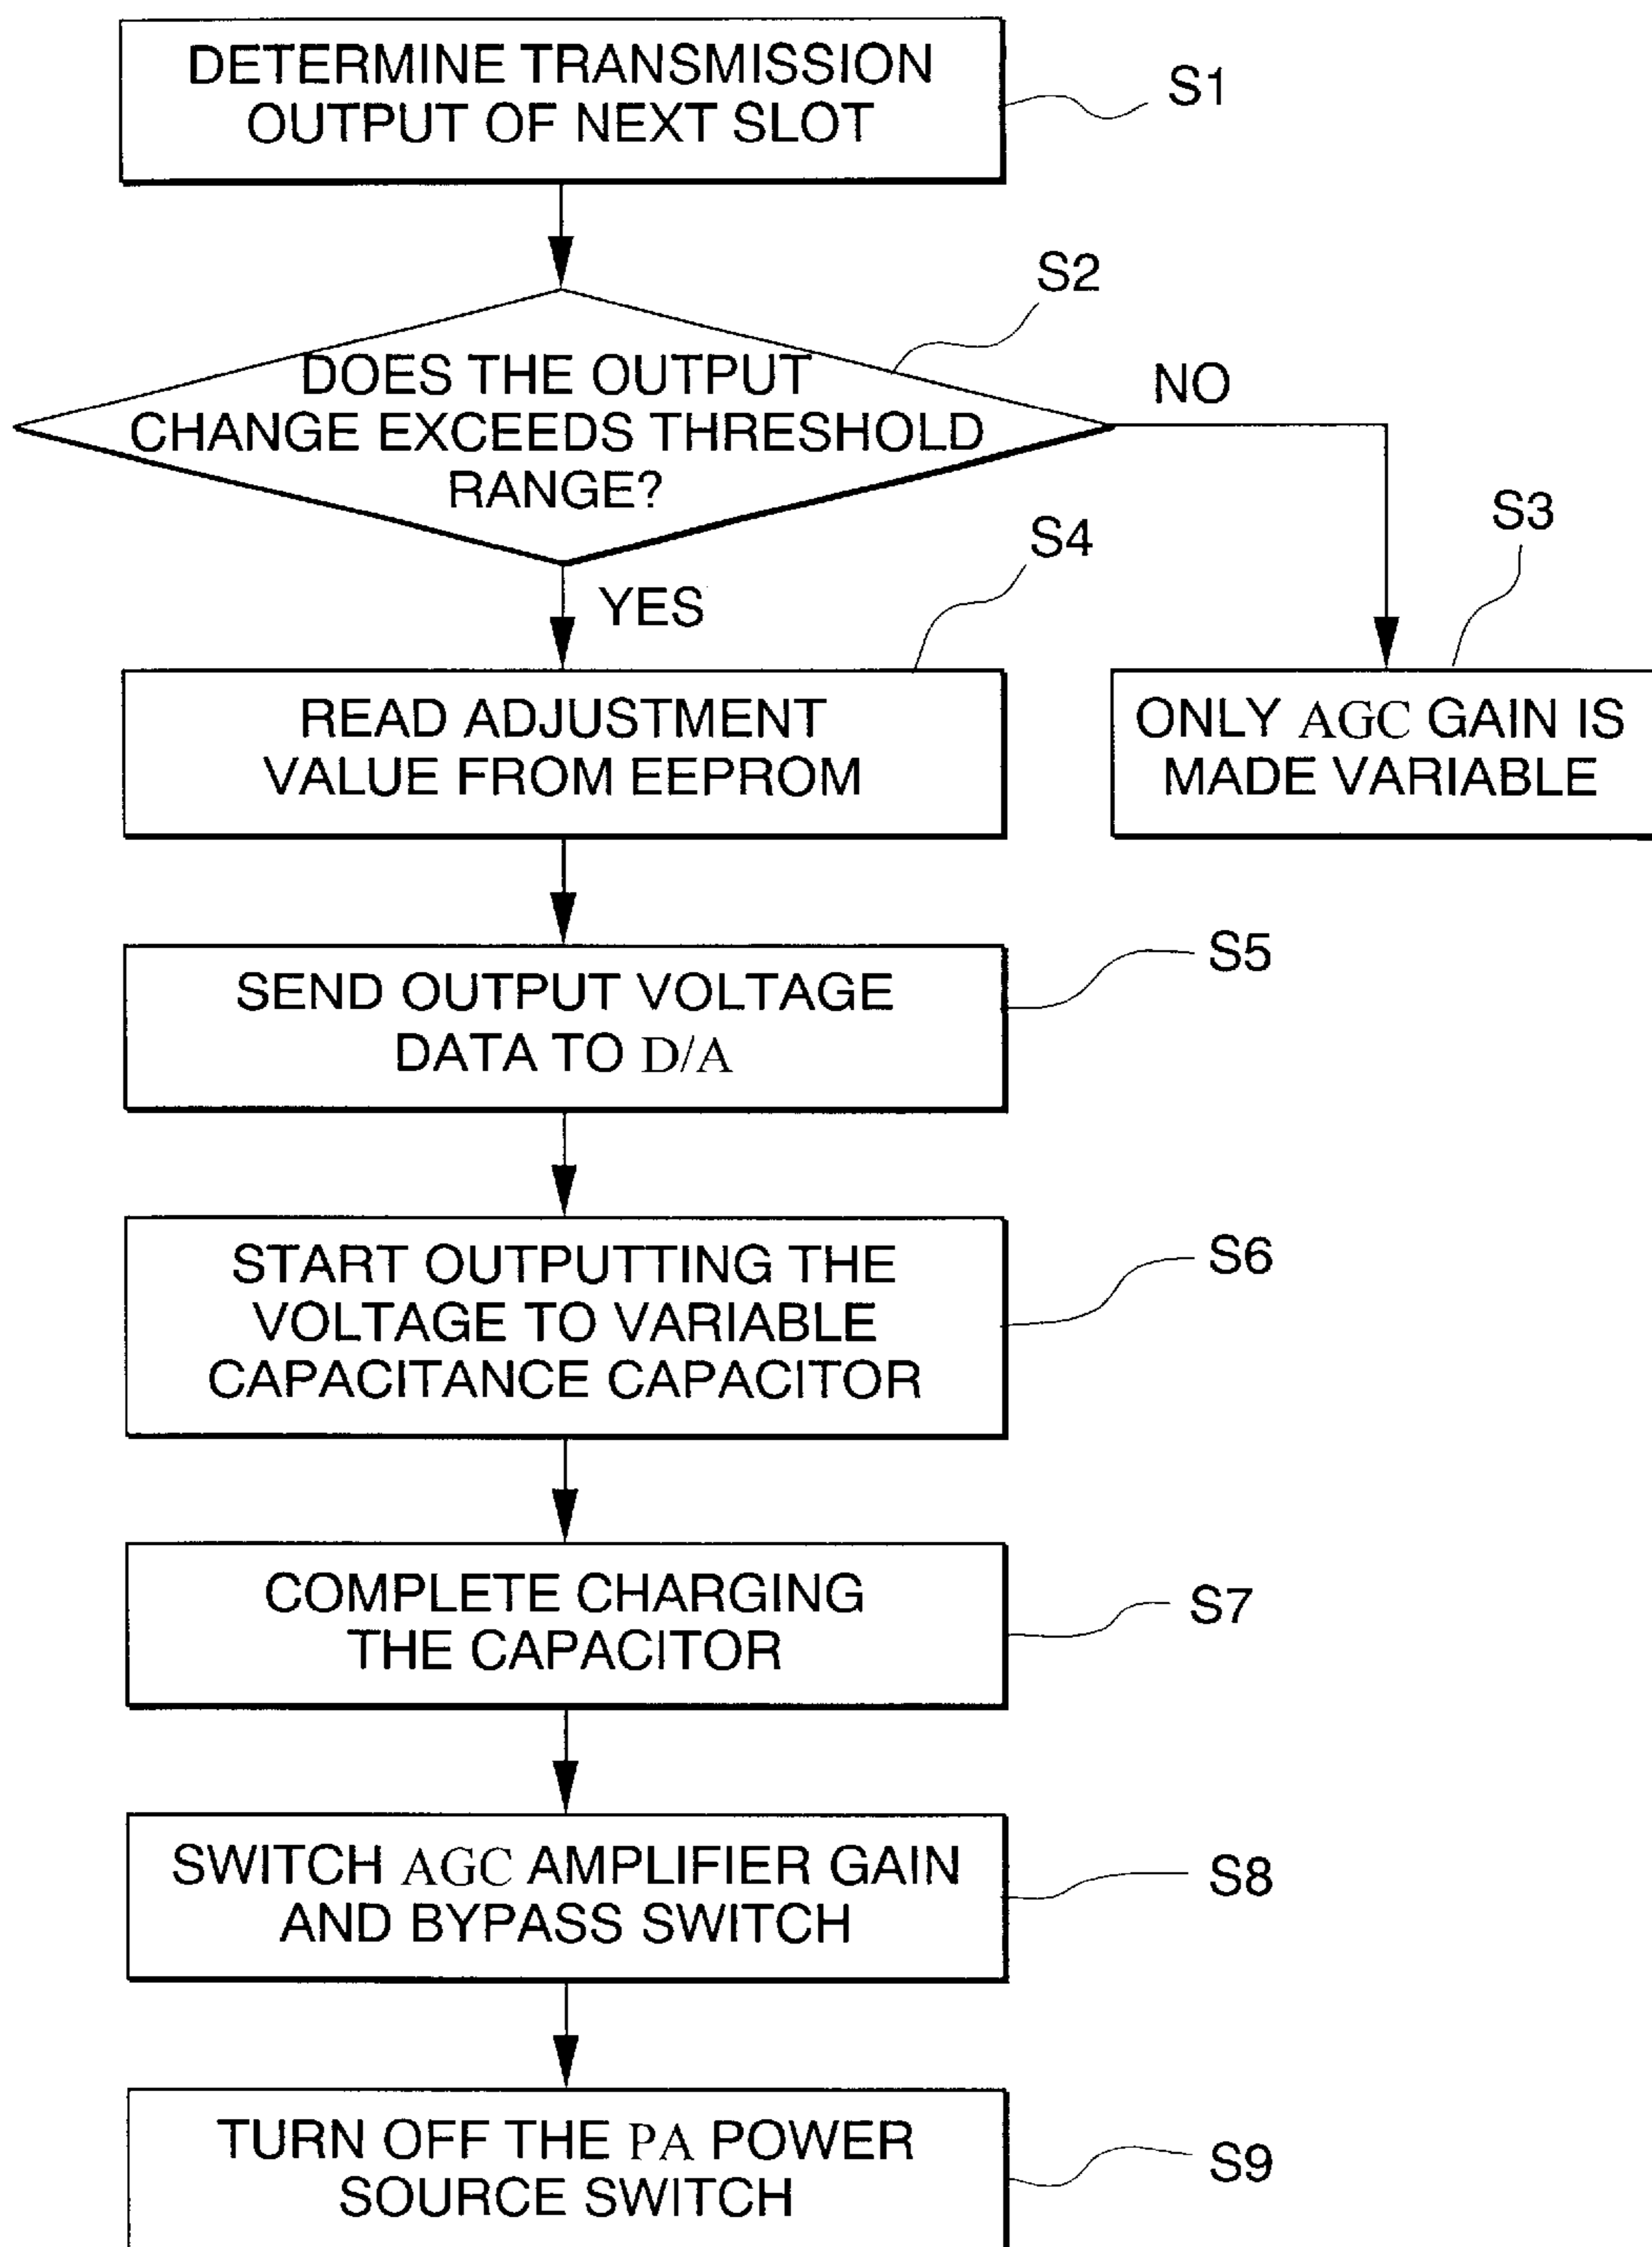 DETERMINE TRANSMISSION
OUTPUT OF NEXT SLOT
S1
S2
DOES THE OUTPUT
CHANGE EXCEEDS THRESHOLD
RANGE?
NO
YES
S3
ONLY AGC GAIN IS
MADE VARIABLE
S4
READ ADJUSTMENT
VALUE FROM EEPROM
S5
SEND OUTPUT VOLTAGE
DATA TO D/A
S6
START OUTPUTTING THE
VOLTAGE TO VARIABLE
CAPACITANCE CAPACITOR
S7
COMPLETE CHARGING
THE CAPACITOR
S8
SWITCH AGC AMPLIFIER GAIN
AND BYPASS SWITCH
S9
TURN OFF THE PA POWER
SOURCE SWITCH